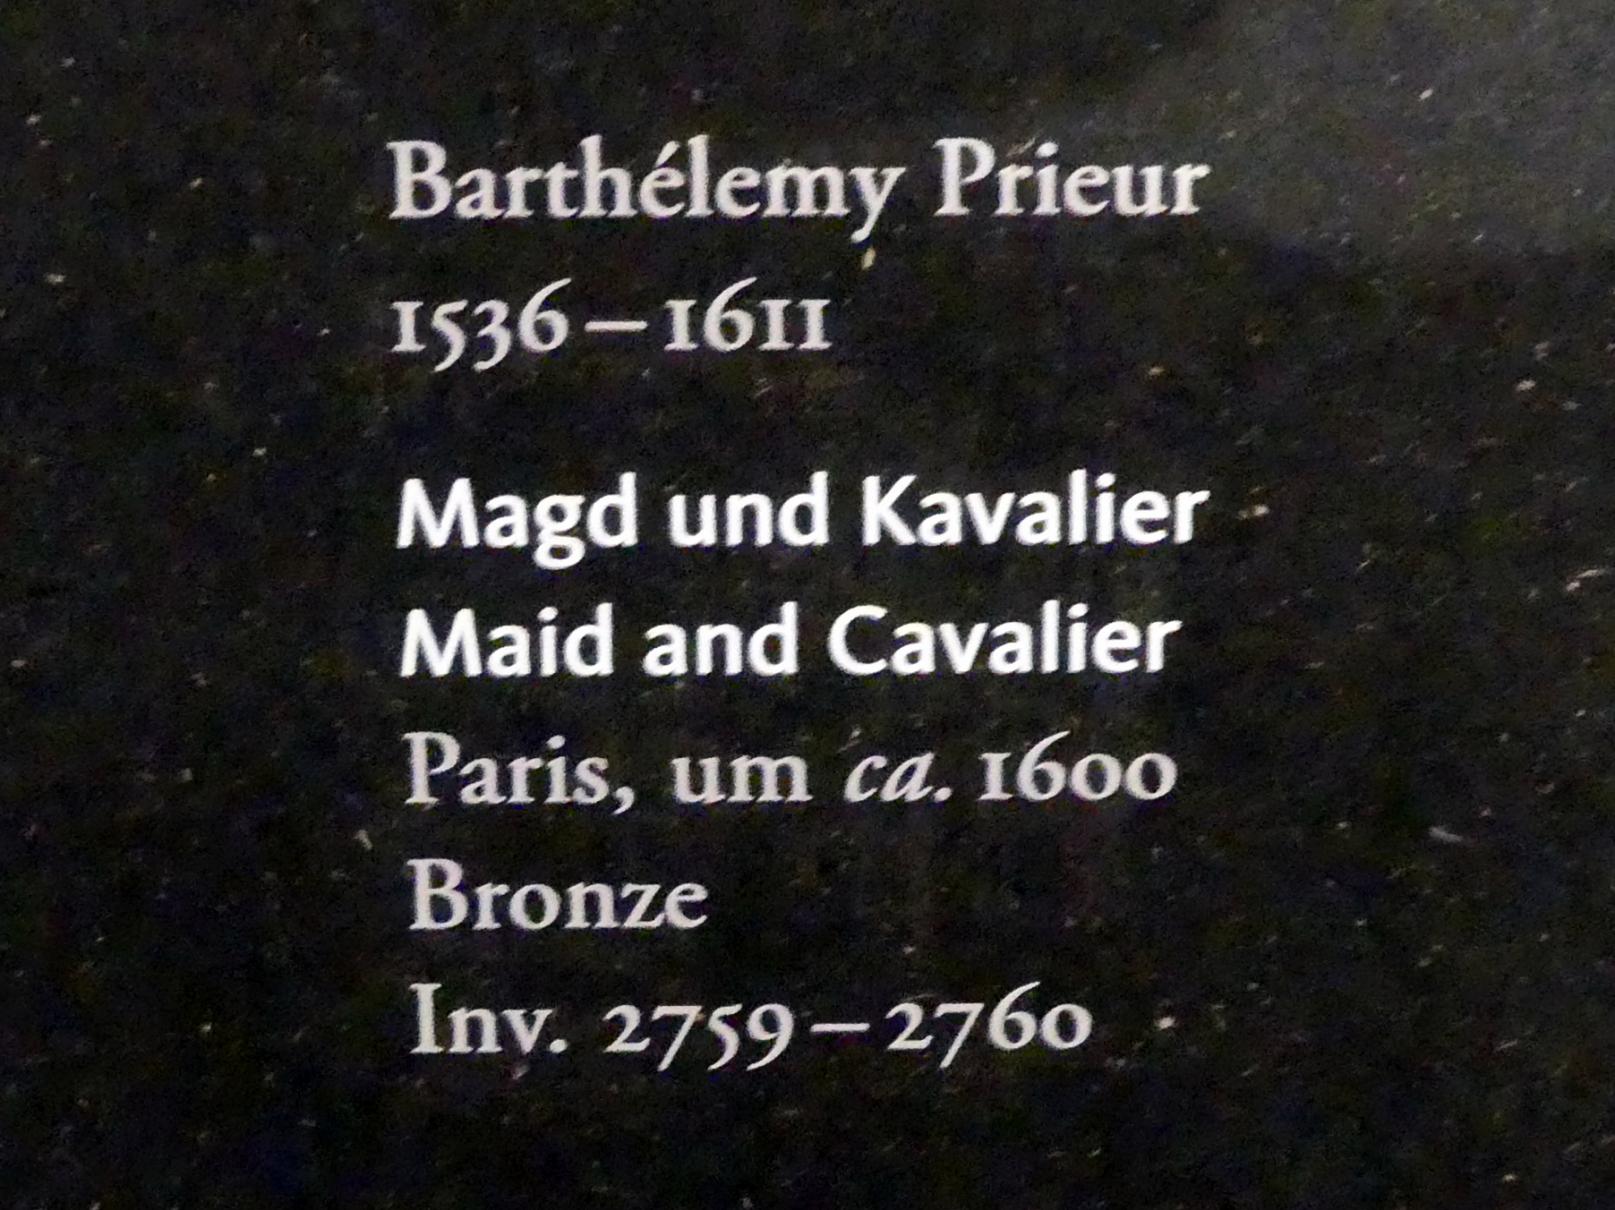 Barthélemy Prieur
1536 – 1611
Magd und Kavalier
Maid and Cavalier
Paris, um ca. 1600
Bronze
Inv. 2759 – 2760